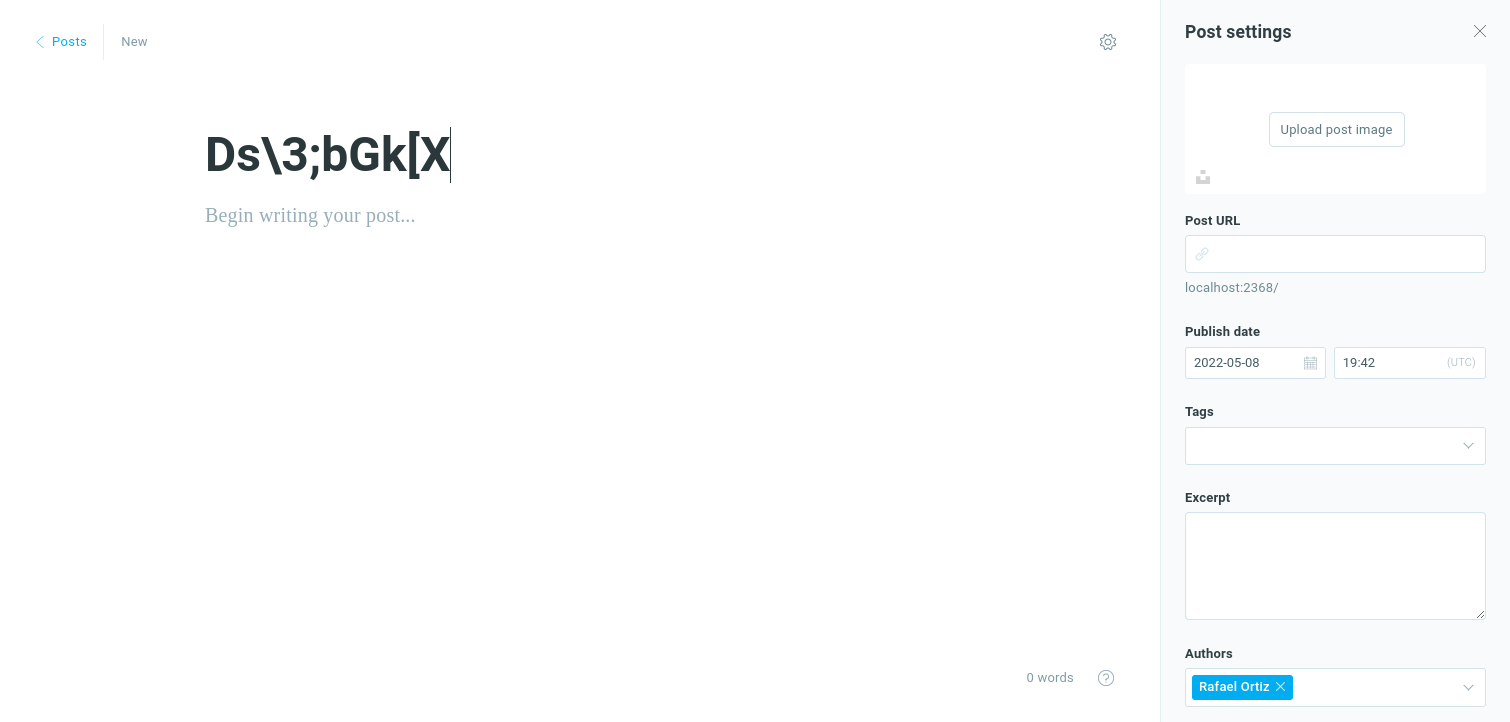 Posts
New
Ds\3;bGk[X
Begin writing your post...
0 words
Post settings
Upload post image
Post URL
localhost:2368/
Publish date
2022-05-08
19:42
(UTC)
Tags
Excerpt
Authors
Rafael Ortiz